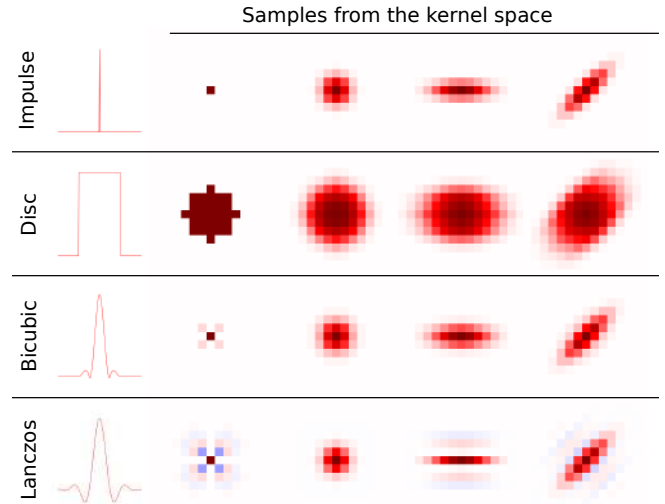 Samples from the kernel space
Impulse
Disc
Bicubic
Lanczos